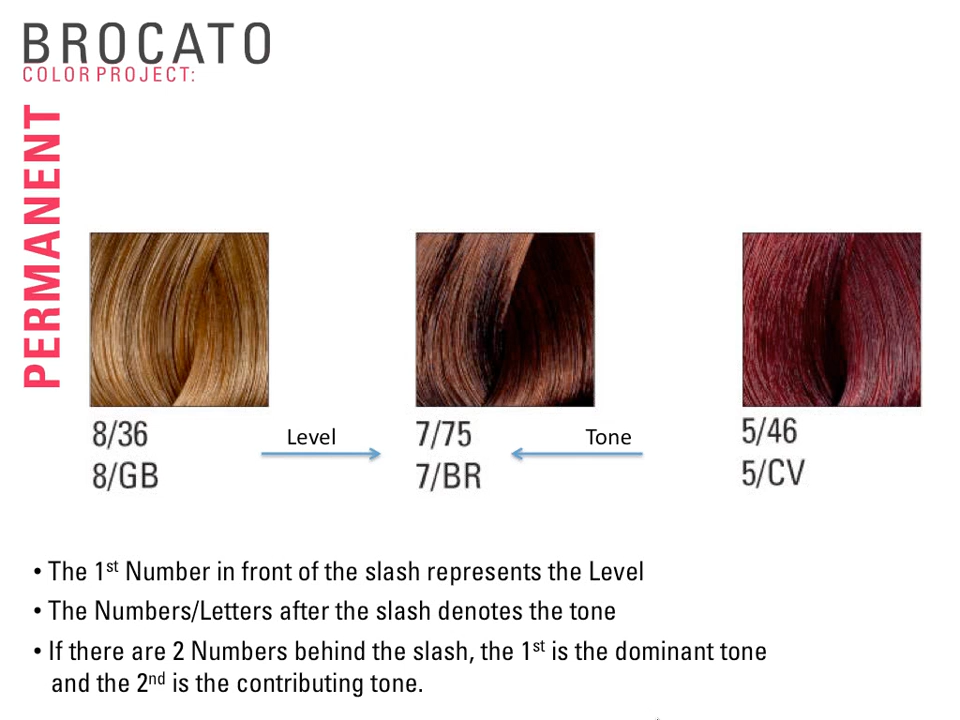 BROCATO
COLOR PROJECT:
PERMANENT
8/36
8/GB
Level
7/75
7/BR
Tone
5/46
5/CV
• The 1st Number in front of the slash represents the Level
• The Numbers/Letters after the slash denotes the tone
• If there are 2 Numbers behind the slash, the 1st is the dominant tone
and the 2nd is the contributing tone.